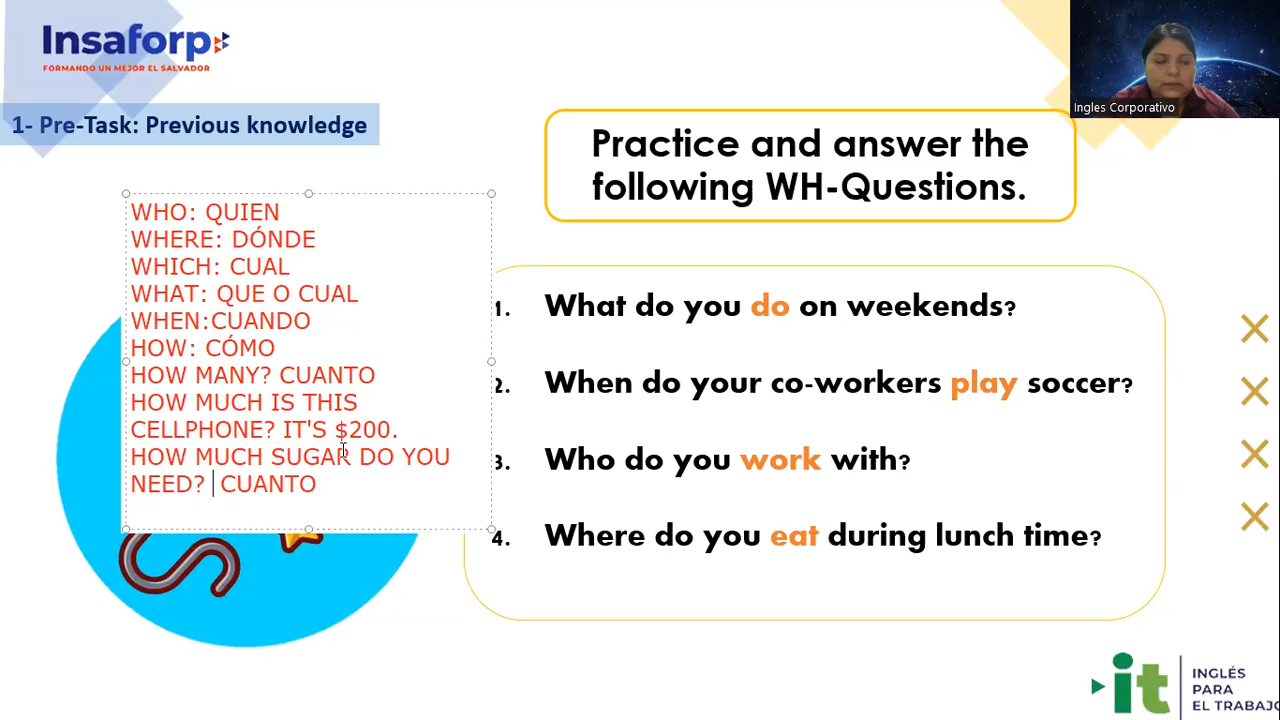 Insaforp
FORMANDO UN MEJOR EL SALVADOR
Ingles Corporativo
1- Pre-Task: Previous knowledge
Practice and answer the
following WH-Questions.
WHO: QUIEN
WHERE: DÓNDE
WHICH: CUAL
WHAT: QUE O CUAL
WHEN:CUANDO
HOW: CÓMO
HOW MANY? CUANTO
HOW MUCH IS THIS
CELLPHONE? IT'S $200.
HOW MUCH SUGAR DO YOU
NEED? CUANTO
1. What do you do on weekends?
2. When do your co-workers play soccer?
3. Who do you work with?
4. Where do you eat during lunch time?
it
INGLÉS
PARA
EL TRABAJO